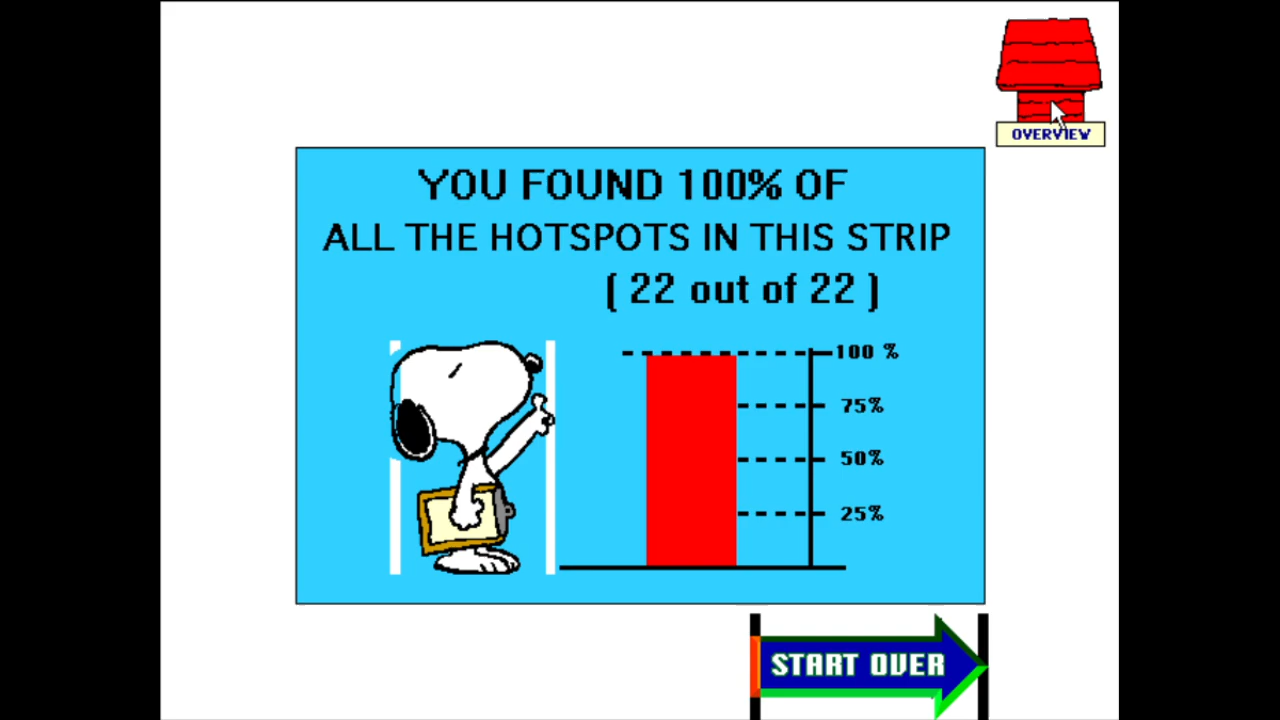 OVERVIEW
YOU FOUND 100% OF
ALL THE HOTSPOTS IN THIS STRIP
( 22 out of 22 )
100 %
75%
50%
25%
START OVER